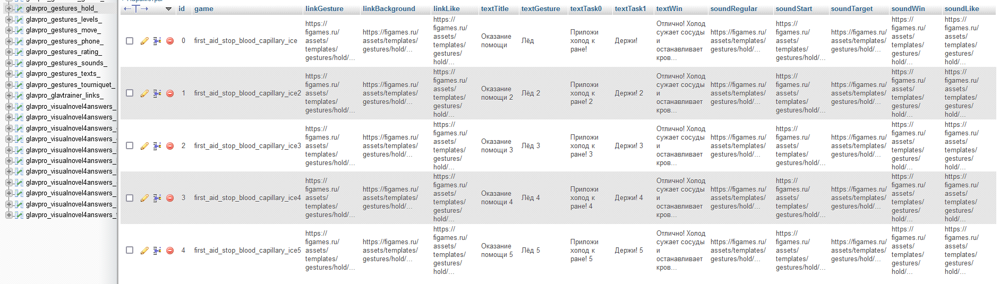 glavpro_gestures_hold_
glavpro_gestures_levels_
glavpro_gestures_move_
glavpro_gestures_phone_
glavpro_gestures_rating_
glavpro_gestures_sounds_
glavpro_gestures_texts_
glavpro_gestures_tourniquet_
glavpro_glavtrainer_links_
glavpro_visualnovel4answers_
glavpro_visualnovel4answers_
glavpro_visualnovel4answers_
glavpro_visualnovel4answers_
glavpro_visualnovel4answers_
glavpro_visualnovel4answers_
glavpro_visualnovel4answers_
glavpro_visualnovel4answers_
glavpro_visualnovel4answers_
glavpro_visualnovel4answers_
glavpro_visualnovel4answers_
id game linkGesture linkBackground linkLike textTitle textGesture textTask0 textTask1 textWin soundRegular soundStart soundTarget soundWin soundLike
0
first_aid_stop_blood_capillary_ice
https://
figames.ru/
assets/
templates/
gestures/hold/...
https://figames.ru/
assets/templates/
gestures/hold/...
https://
figames.ru/
assets/
templates/
gestures/
hold/...
Оказание
помощи
Лёд
Приложи
холод к
ране!
Держи!
Отлично! Холод
сужает сосуды
и
останавливает
кров...
https://figames.ru/
assets/templates/
gestures/hold/...
https://
figames.ru/
assets/
templates/
gestures/hold/...
https://figames.ru/
assets/templates/
gestures/hold/...
https://
figames.ru/
assets/
templates/
gestures/
hold/...
https://
figames.ru/
assets/
templates/
gestures/
hold/...
1
first_aid_stop_blood_capillary_ice2
https://
figames.ru/
assets/
templates/
gestures/hold/...
https://figames.ru/
assets/templates/
gestures/hold/...
https://
figames.ru/
assets/
templates/
gestures/
hold/...
Оказание
помощи 2
Лёд 2
Приложи
холод к
ране! 2
Держи! 2
Отлично! Холод
сужает сосуды
и
останавливает
кров...
https://figames.ru/
assets/templates/
gestures/hold/...
https://
figames.ru/
assets/
templates/
gestures/hold/...
https://figames.ru/
assets/templates/
gestures/hold/...
https://
figames.ru/
assets/
templates/
gestures/
hold/...
https://
figames.ru/
assets/
templates/
gestures/
hold/...
2
first_aid_stop_blood_capillary_ice3
https://
figames.ru/
assets/
templates/
gestures/hold/...
https://figames.ru/
assets/templates/
gestures/hold/...
https://
figames.ru/
assets/
templates/
gestures/
hold/...
Оказание
помощи 3
Лёд 3
Приложи
холод к
ране! 3
Держи! 3
Отлично! Холод
сужает сосуды
и
останавливает
кров...
https://figames.ru/
assets/templates/
gestures/hold/...
https://
figames.ru/
assets/
templates/
gestures/hold/...
https://figames.ru/
assets/templates/
gestures/hold/...
https://
figames.ru/
assets/
templates/
gestures/
hold/...
https://
figames.ru/
assets/
templates/
gestures/
hold/...
3
first_aid_stop_blood_capillary_ice4
https://
figames.ru/
assets/
templates/
gestures/hold/...
https://figames.ru/
assets/templates/
gestures/hold/...
https://
figames.ru/
assets/
templates/
gestures/
hold/...
Оказание
помощи 4
Лёд 4
Приложи
холод к
ране! 4
Держи! 4
Отлично! Холод
сужает сосуды
и
останавливает
кров...
https://figames.ru/
assets/templates/
gestures/hold/...
https://
figames.ru/
assets/
templates/
gestures/hold/...
https://figames.ru/
assets/templates/
gestures/hold/...
https://
figames.ru/
assets/
templates/
gestures/
hold/...
https://
figames.ru/
assets/
templates/
gestures/
hold/...
4
first_aid_stop_blood_capillary_ice5
https://
figames.ru/
assets/
templates/
gestures/hold/...
https://figames.ru/
assets/templates/
gestures/hold/...
https://
figames.ru/
assets/
templates/
gestures/
hold/...
Оказание
помощи 5
Лёд 5
Приложи
холод к
ране! 5
Держи! 5
Отлично! Холод
сужает сосуды
и
останавливает
кров...
https://figames.ru/
assets/templates/
gestures/hold/...
https://
figames.ru/
assets/
templates/
gestures/hold/...
https://figames.ru/
assets/templates/
gestures/hold/...
https://
figames.ru/
assets/
templates/
gestures/
hold/...
https://
figames.ru/
assets/
templates/
gestures/
hold/...